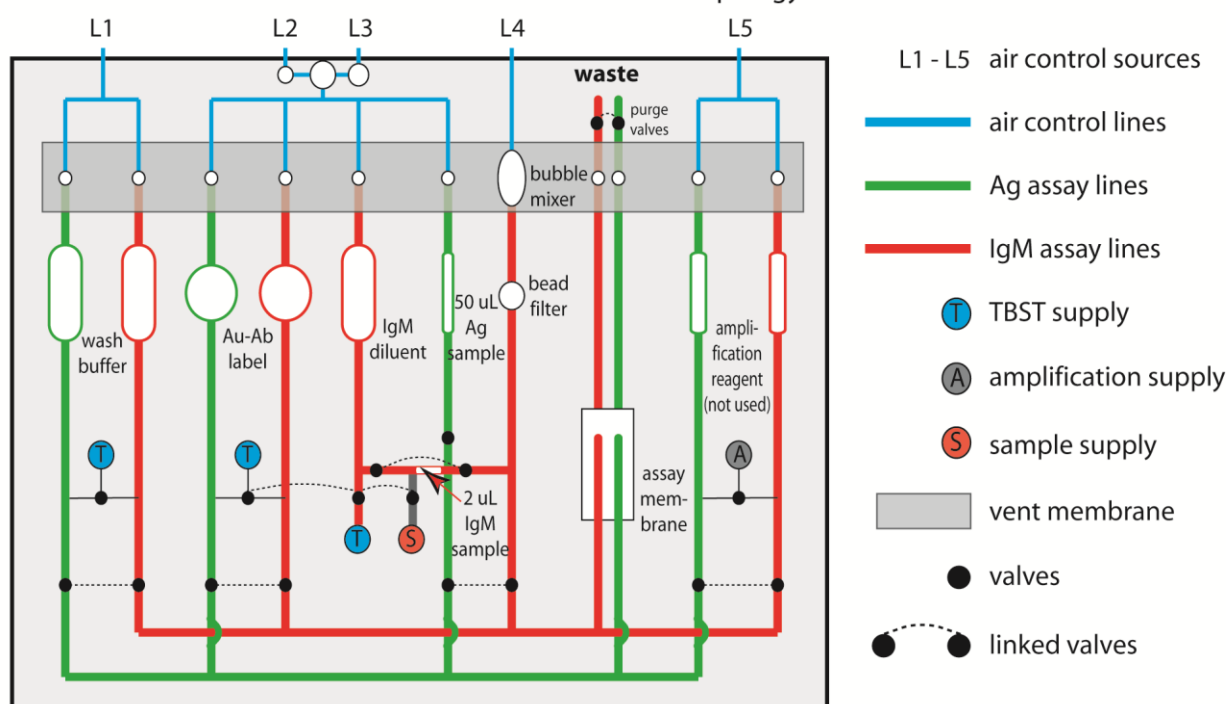 L1
L2
L3
L4
L5
waste
purge
valves
bubble
mixer
bead
filter
wash
buffer
Au-Ab
label
IgM
diluent
50 uL
Ag
sample
ampli-
fication
reagent
(not used)
T
T
A
assay
mem-
brane
2 uL
IgM
sample
T
S
L1 - L5 air control sources
air control lines
Ag assay lines
IgM assay lines
T TBST supply
A amplification supply
S sample supply
vent membrane
valves
linked valves